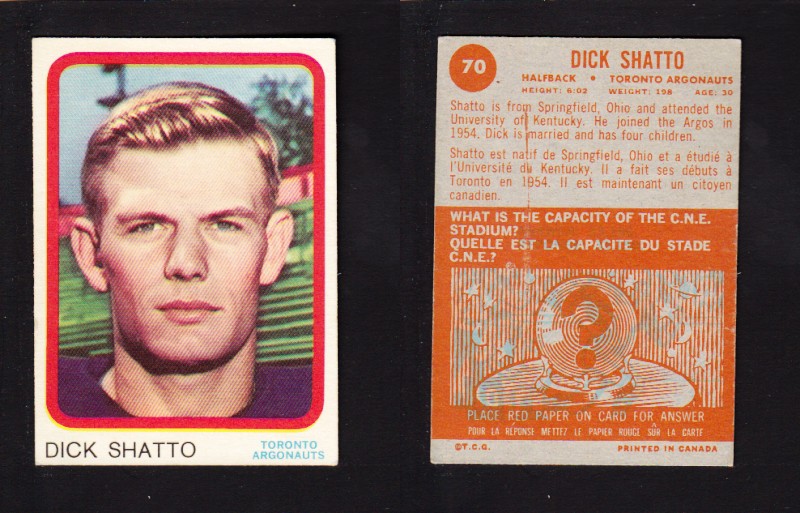 DICK SHATTO
TORONTO
ARGONAUTS
70
DICK SHATTO
HALFBACK • TORONTO ARGONAUTS
HEIGHT: 6:02 WEIGHT: 198 AGE: 30
Shatto is from Springfield, Ohio and attended the
University of Kentucky. He joined the Argos in
1954. Dick is married and has four children.
Shatto est natif de Springfield, Ohio et a étudié à
l'Université du Kentucky. Il a fait ses débuts à
Toronto en 1954. Il est maintenant un citoyen
canadien.
WHAT IS THE CAPACITY OF THE C.N.E.
STADIUM?
QUELLE EST LA CAPACITE DU STADE
C.N.E.?
?
PLACE RED PAPER ON CARD FOR ANSWER
POUR LA RÉPONSE METTEZ LE PAPIER ROUGE SÛR LA CARTE
©T.C.G. PRINTED IN CANADA